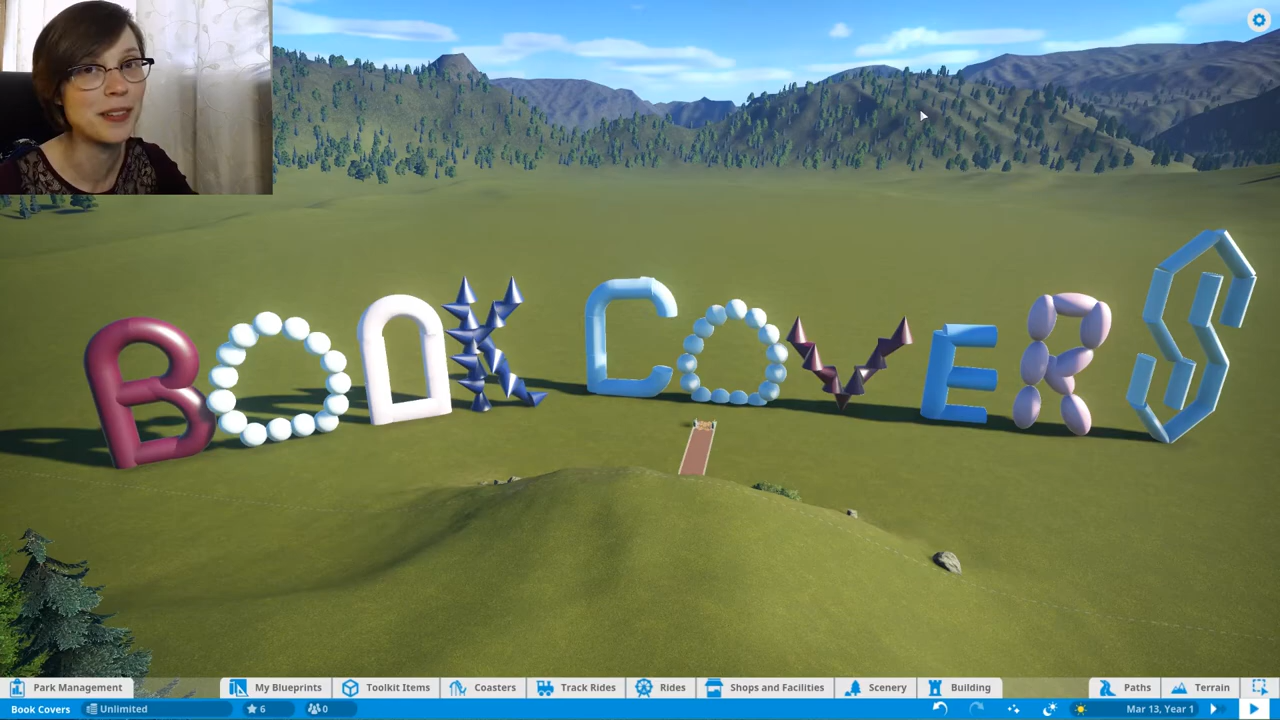 BOOK COVERS
Park Management
My Blueprints
Toolkit Items
Coasters
Track Rides
Rides
Shops and Facilities
Scenery
Building
Paths
Terrain
Book Covers
Unlimited
6
0
Mar 13, Year 1